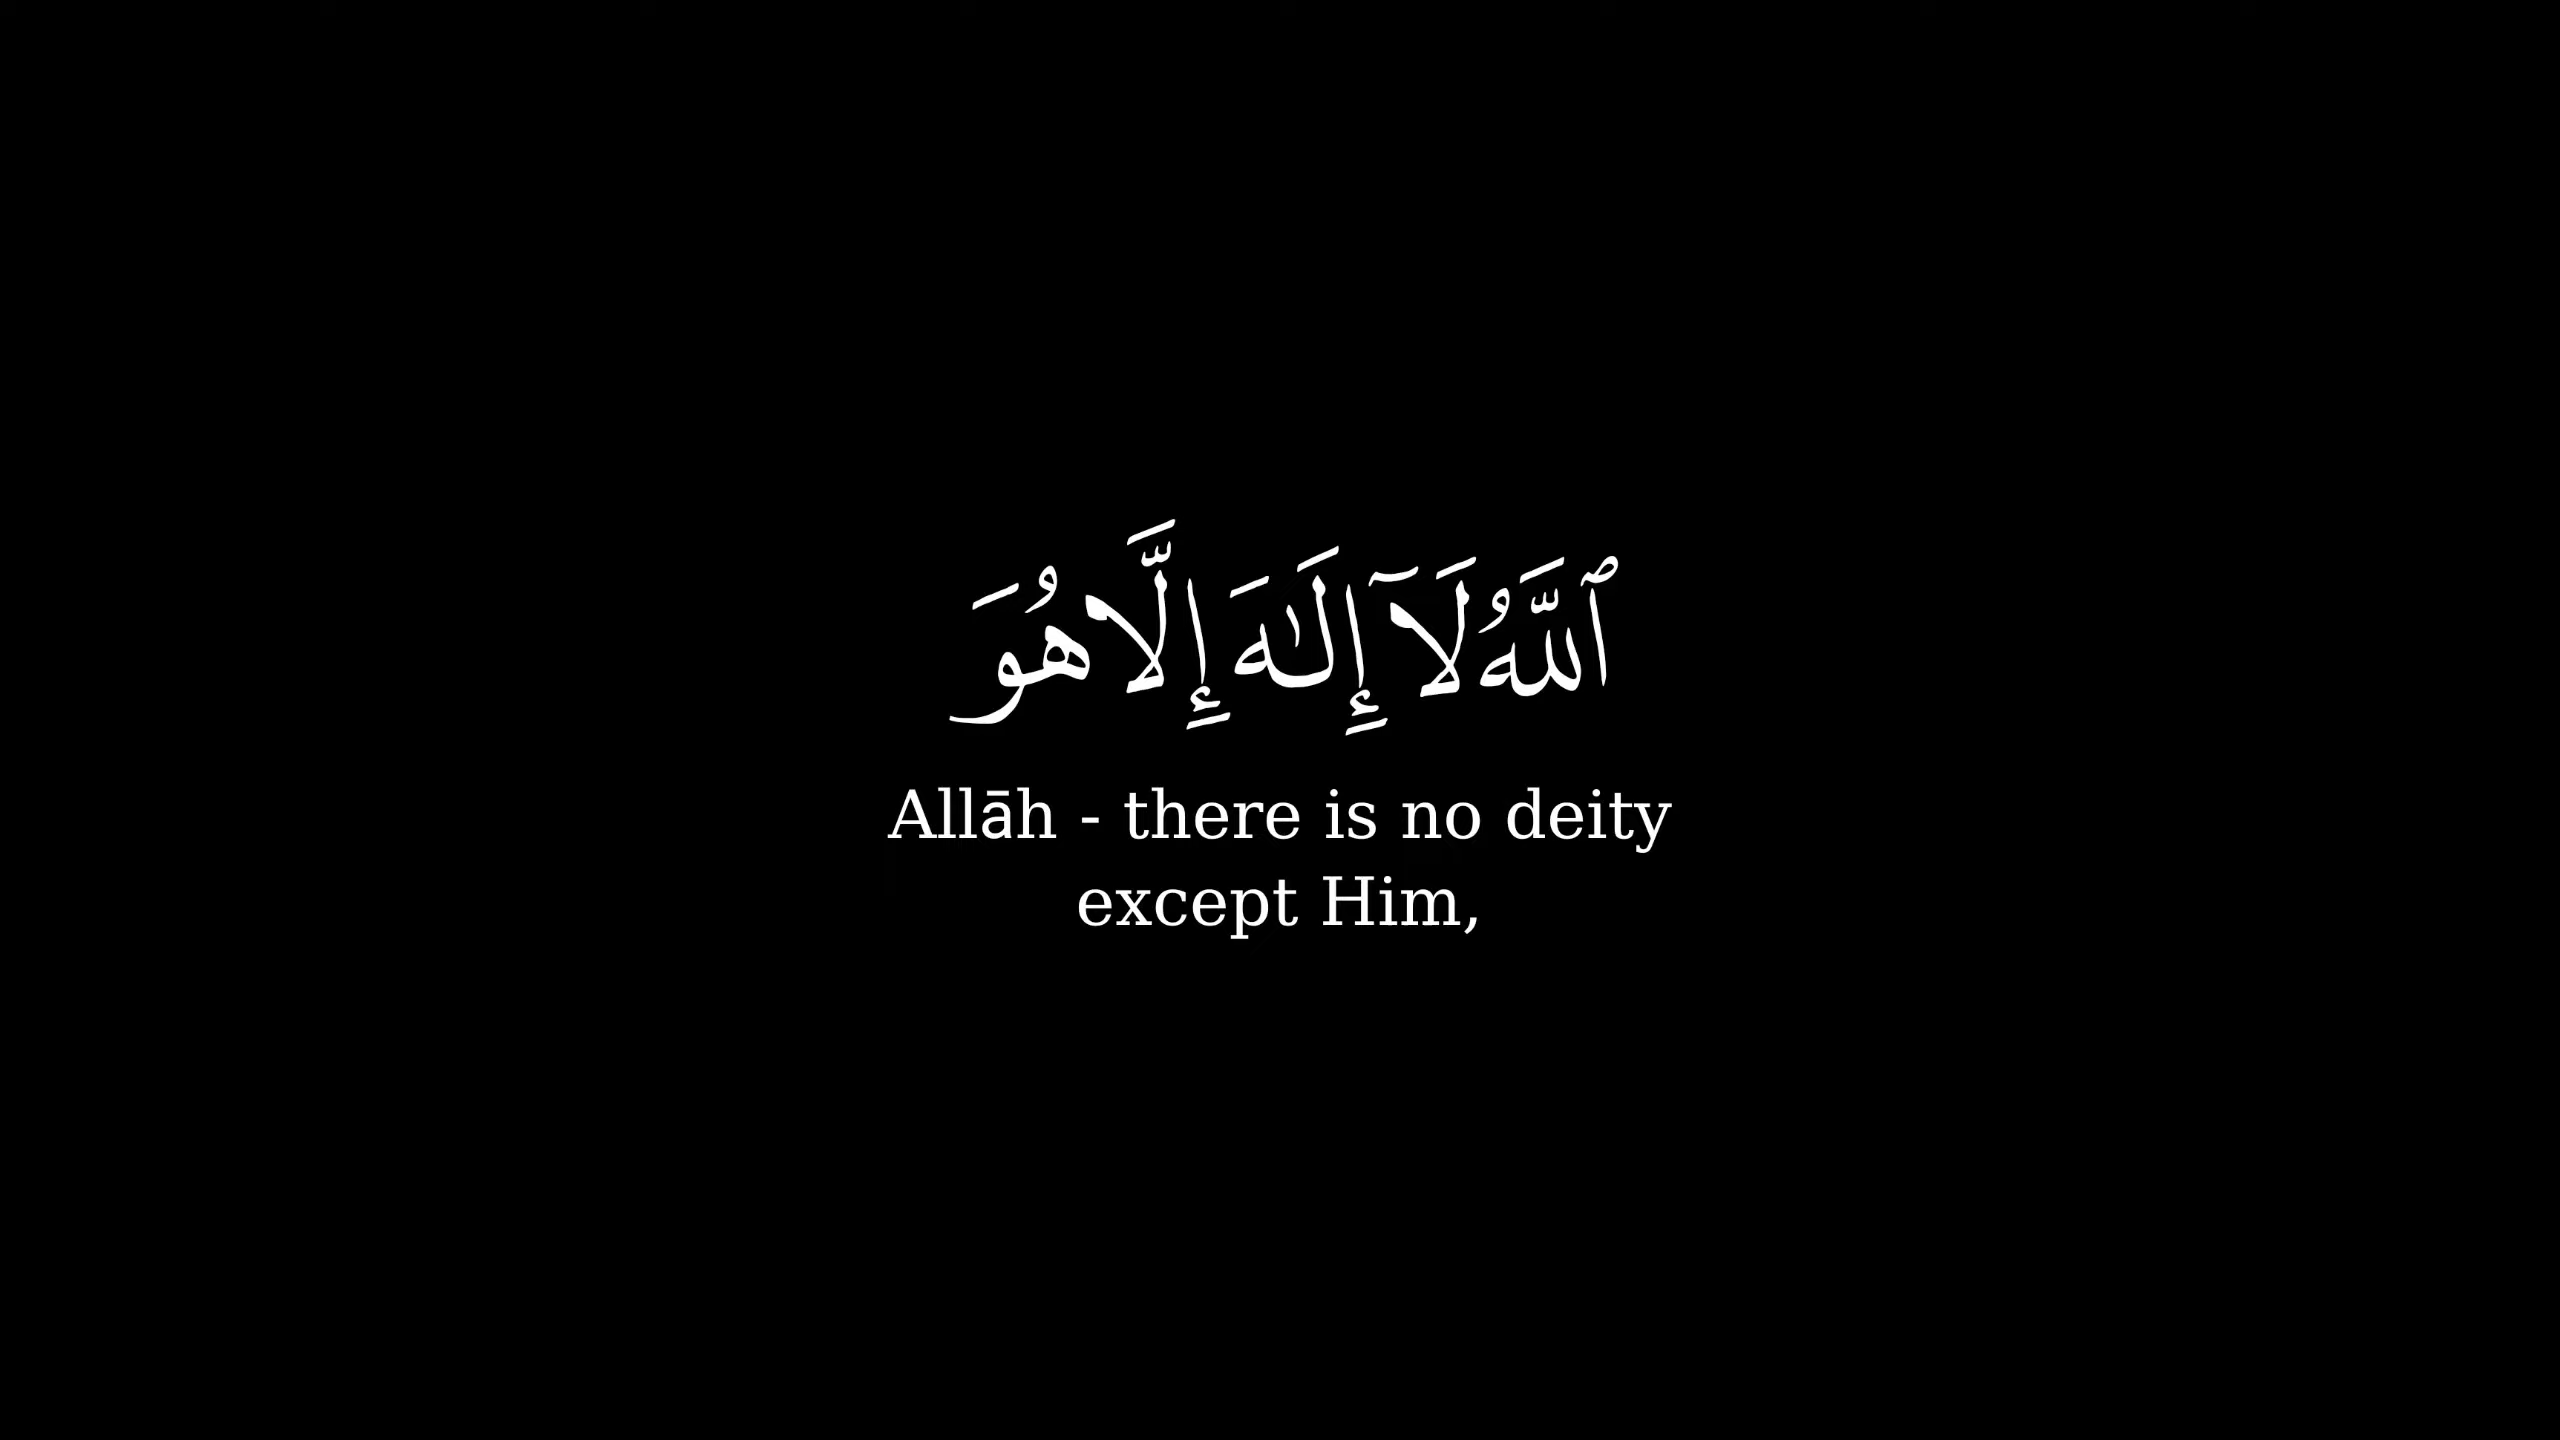 ٱللَّهُ لَآ إِلَـٰهَ إِلَّا هُوَ
Allāh - there is no deity
except Him,